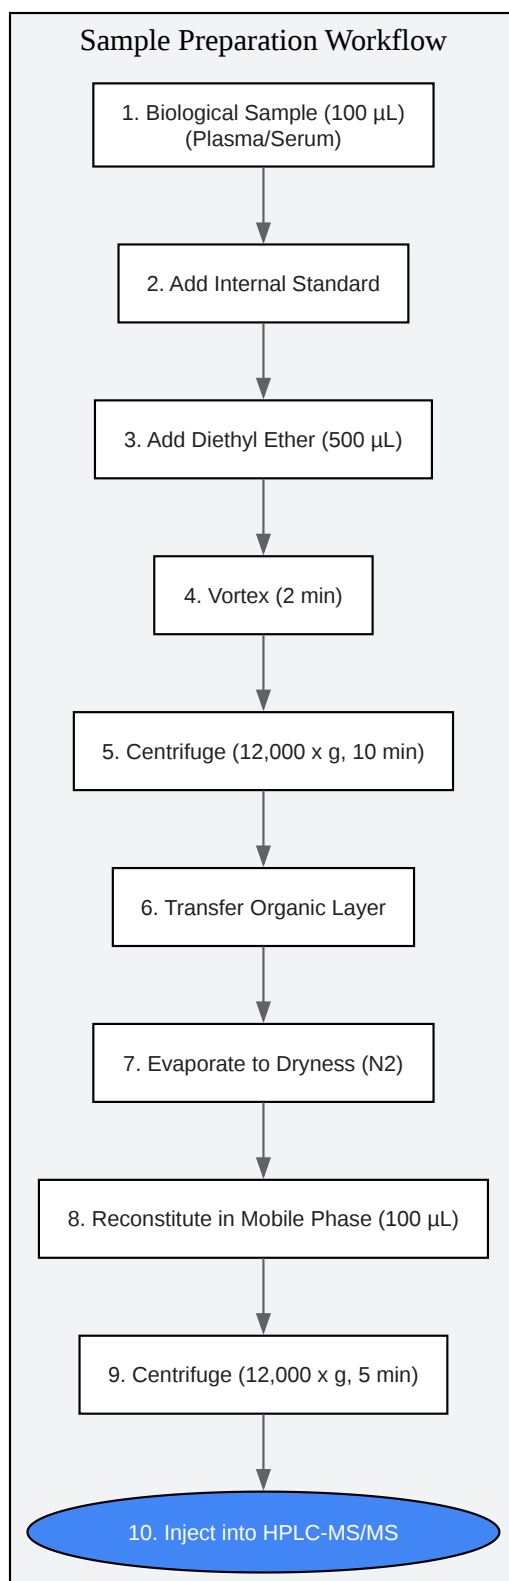 Sample Preparation Workflow
1. Biological Sample (100 µL)
(Plasma/Serum)
2. Add Internal Standard
3. Add Diethyl Ether (500 µL)
4. Vortex (2 min)
5. Centrifuge (12,000 x g, 10 min)
6. Transfer Organic Layer
7. Evaporate to Dryness (N2)
8. Reconstitute in Mobile Phase (100 µL)
9. Centrifuge (12,000 x g, 5 min)
10. Inject into HPLC-MS/MS